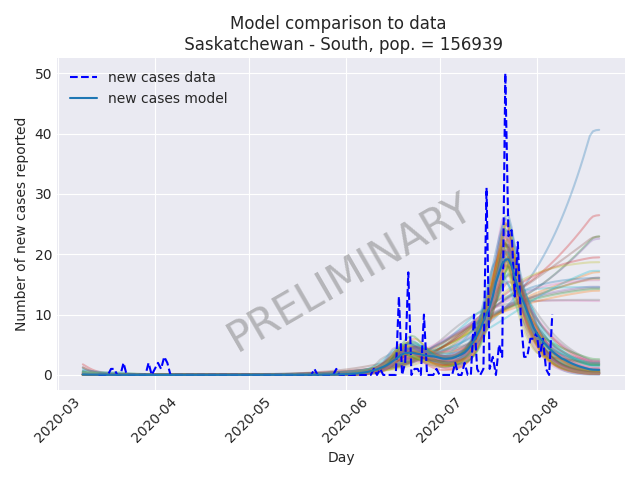 Model comparison to data
Saskatchewan - South, pop. = 156939
new cases data
new cases model
PRELIMINARY
Number of new cases reported
50
40
30
20
10
0
2020-03
2020-04
2020-05
2020-06
2020-07
2020-08
Day